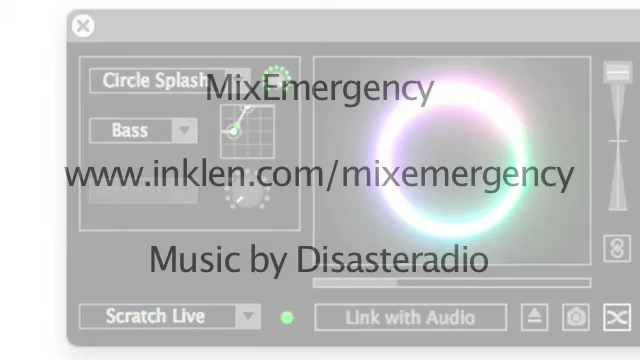 Circle Splash
MixEmergency
Bass
www.inklen.com/mixemergency
Music by Disasteradio
Scratch Live
Link with Audio